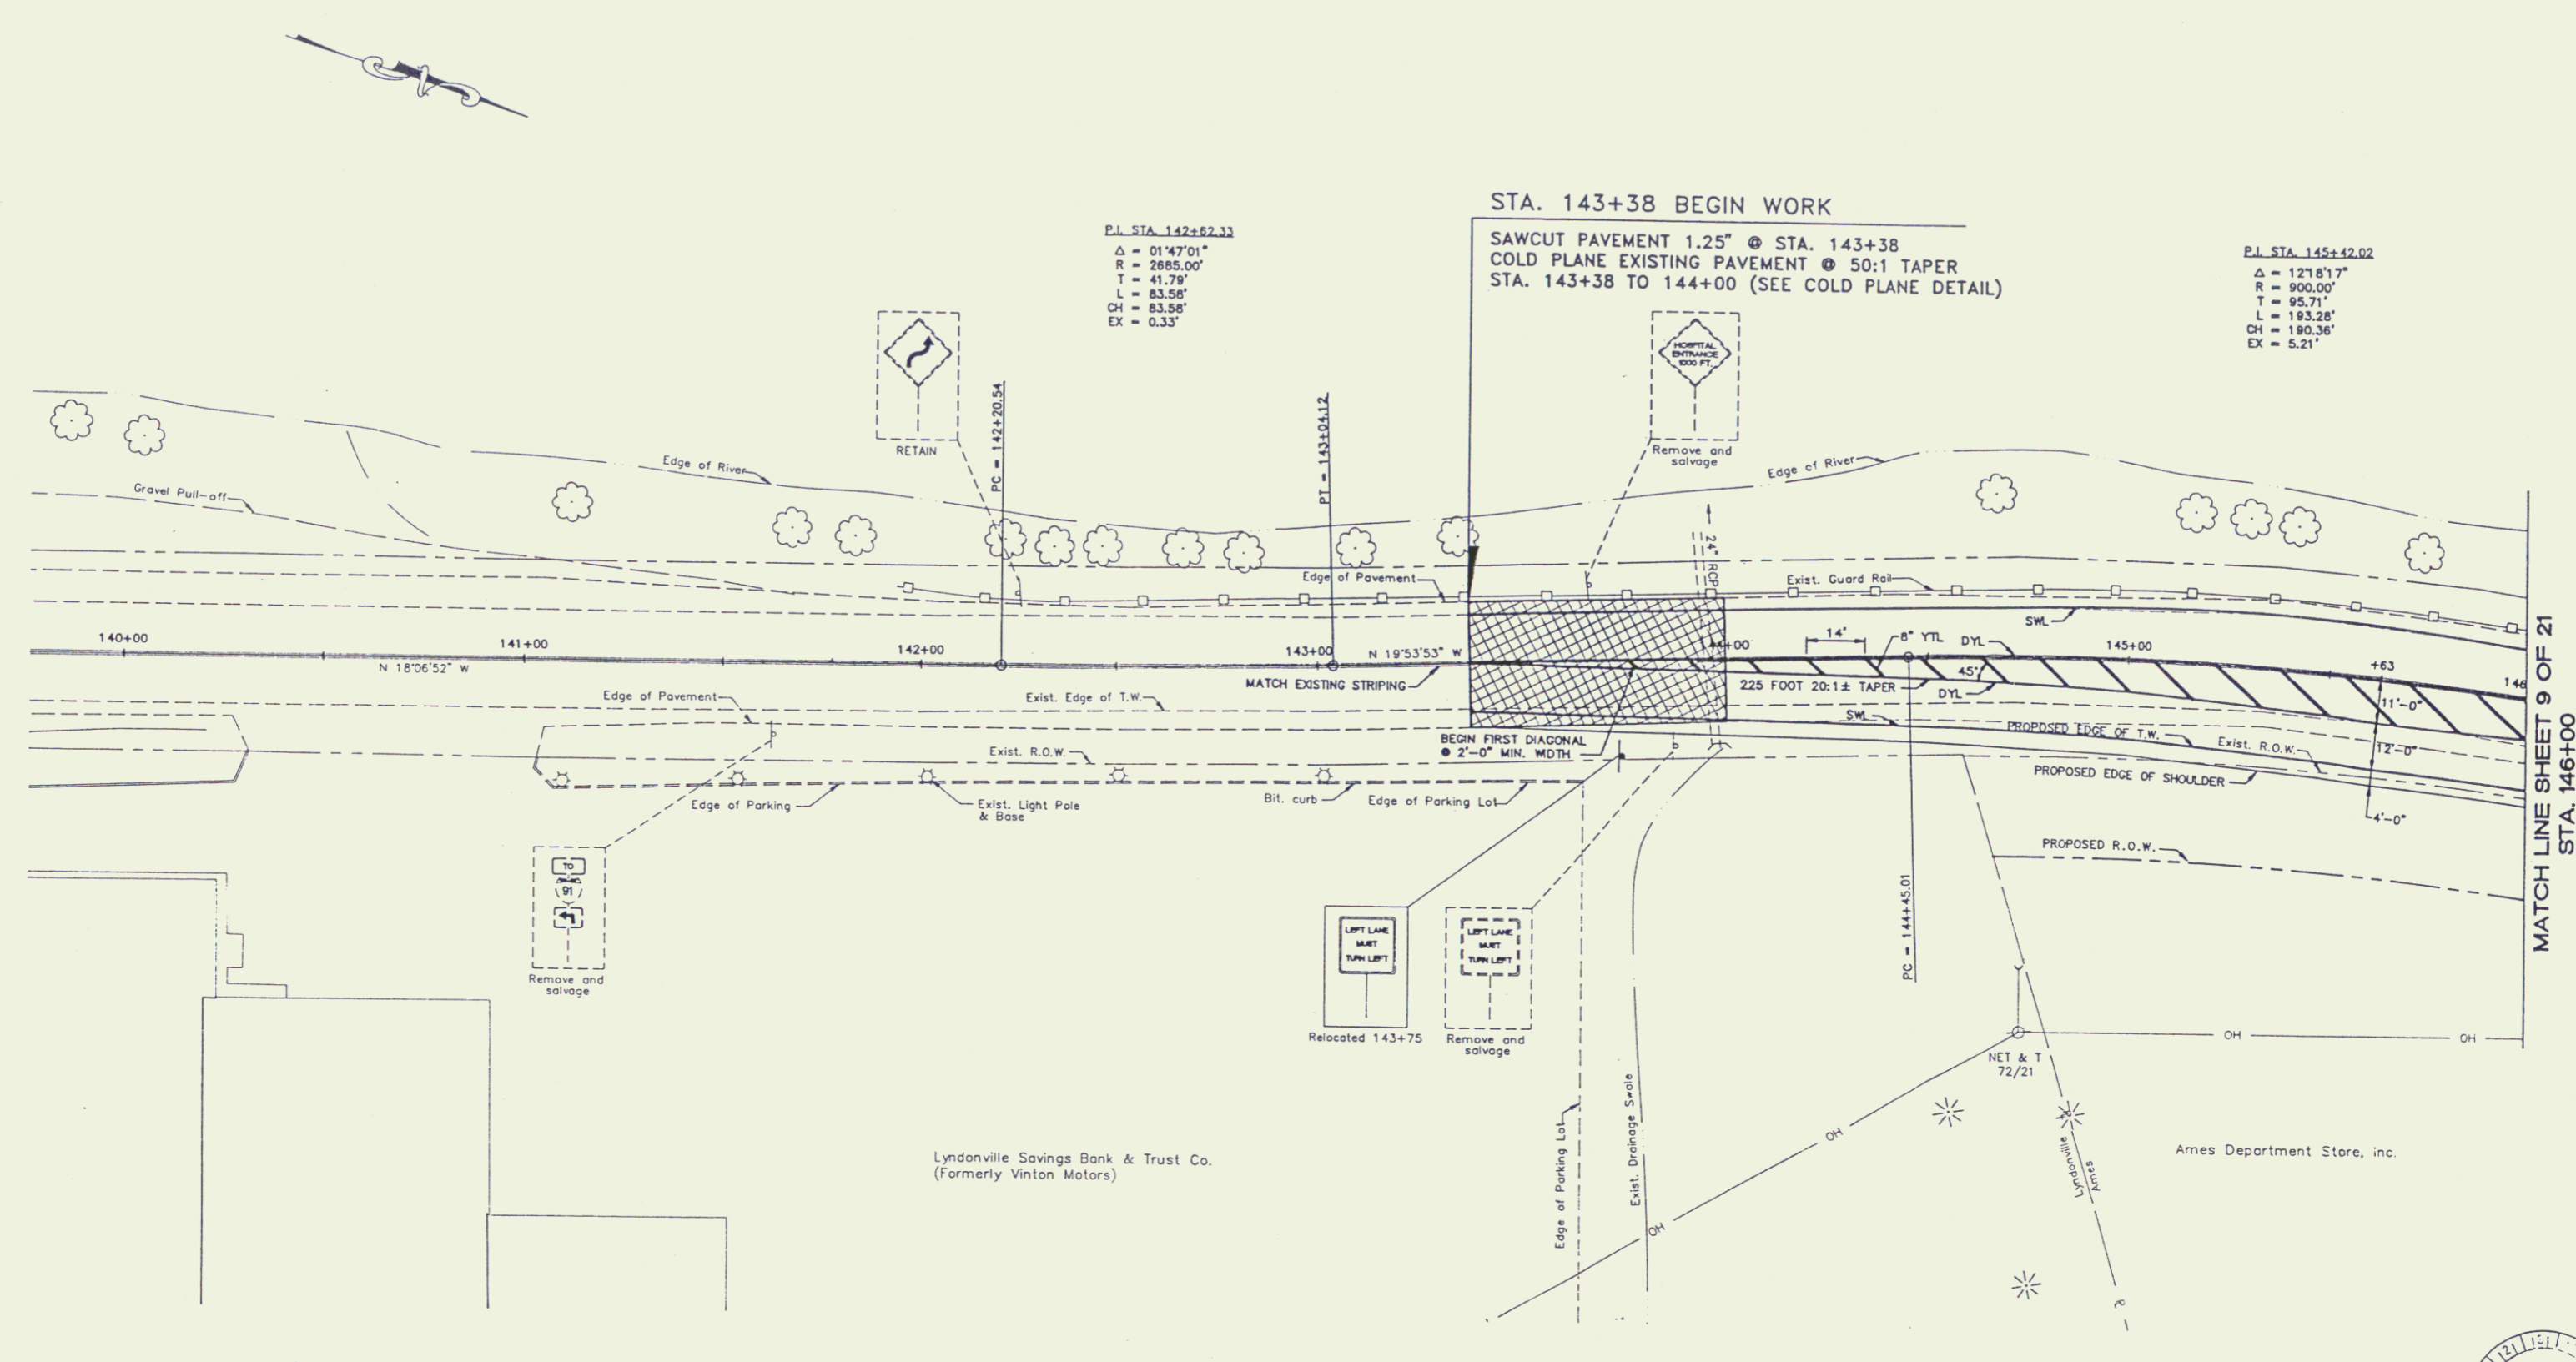 STA. 143+38 BEGIN WORK
SAWCUT PAVEMENT 1.25" @ STA. 143+38
COLD PLANE EXISTING PAVEMENT @ 50:1 TAPER
STA. 143+38 TO 144+00 (SEE COLD PLANE DETAIL)
P.I. STA. 142+62.33
Δ = 01°47'01"
R = 2685.00'
T = 41.79'
L = 83.58'
CH = 83.58'
EX = 0.33'
P.I. STA. 145+42.02
Δ = 12°18'17"
R = 900.00'
T = 95.71'
L = 193.28'
CH = 190.36'
EX = 5.21'
RETAIN
PC = 142+20.54
PT = 143+04.12
HOSPITAL
ENTRANCE
1000 FT.
Remove and
salvage
Edge of River
Edge of River
Gravel Pull-off
24" RCP
Edge of Pavement
Exist. Guard Rail
SWL
140+00
141+00
142+00
143+00
N 18°06'52" W
N 19°53'53" W
14'
8" YTL
DYL
145+00
+63
146
MATCH EXISTING STRIPING
+00
45°
225 FOOT 20:1± TAPER
DYL
11'-0"
Edge of Pavement
Exist. Edge of T.W.
SWL
PROPOSED EDGE OF T.W.
Exist. R.O.W.
12'-0"
Exist. R.O.W.
BEGIN FIRST DIAGONAL
@ 2'-0" MIN. WIDTH
PROPOSED EDGE OF SHOULDER
4'-0"
Edge of Parking
Exist. Light Pole
& Base
Bit. curb
Edge of Parking Lot
PROPOSED R.O.W.
PC = 144+45.01
TO
91
Remove and
salvage
LEFT LANE
MUST
TURN LEFT
Relocated 143+75
LEFT LANE
MUST
TURN LEFT
Remove and
salvage
MATCH LINE SHEET 9 OF 21
STA. 146+00
OH
OH
NET & T
72/21
OH
OH
Edge of Parking Lot
Exist. Drainage Swale
Lyndonville
Ames
Lyndonville Savings Bank & Trust Co.
(Formerly Vinton Motors)
Ames Department Store, Inc.